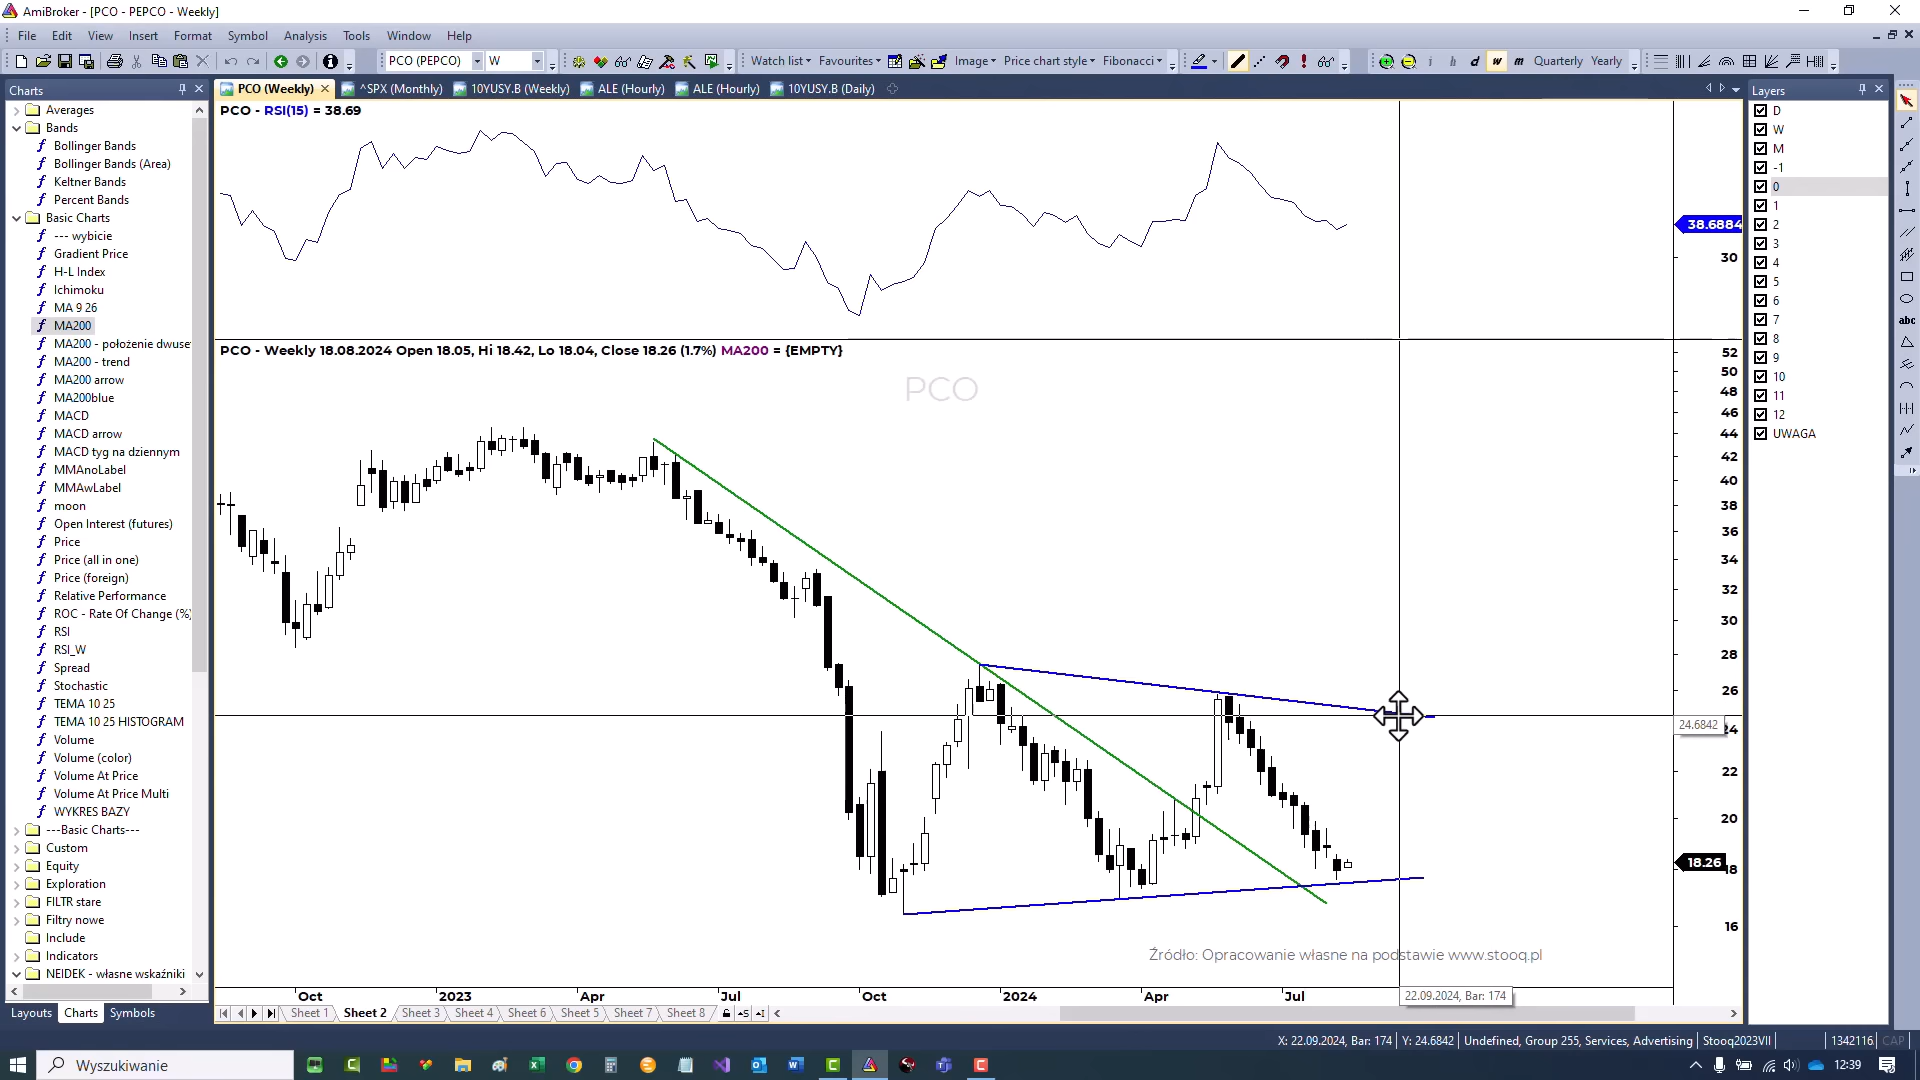 AmiBroker - [PCO - PEPCO - Weekly]
File Edit View Insert Format Symbol Analysis Tools Window Help
PCO (PEPCO) W Watch list Favourites Image Price chart style Fibonacci i h d w m Quarterly Yearly
Charts
PCO (Weekly) ^SPX (Monthly) 10YUSY.B (Weekly) ALE (Hourly) ALE (Hourly) 10YUSY.B (Daily)
Layers
Averages
Bands
Bollinger Bands
Bollinger Bands (Area)
Keltner Bands
Percent Bands
Basic Charts
--- wybicie
Gradient Price
H-L Index
Ichimoku
MA 9 26
MA200
MA200 - położenie dwuset
MA200 - trend
MA200 arrow
MA200blue
MACD
MACD arrow
MACD tyg na dziennym
MMAnoLabel
MMAwLabel
moon
Open Interest (futures)
Price
Price (all in one)
Price (foreign)
Relative Performance
ROC - Rate Of Change (%)
RSI
RSI_W
Spread
Stochastic
TEMA 10 25
TEMA 10 25 HISTOGRAM
Volume
Volume (color)
Volume At Price
Volume At Price Multi
WYKRES BAZY
---Basic Charts---
Custom
Equity
Exploration
FILTR stare
Filtry nowe
Include
Indicators
NEIDEK - własne wskaźniki
Layouts Charts Symbols
PCO - RSI(15) = 38.69
38.6884
30
PCO - Weekly 18.08.2024 Open 18.05, Hi 18.42, Lo 18.04, Close 18.26 (1.7%) MA200 = {EMPTY}
PCO
52
50
48
46
44
42
40
38
36
34
32
30
28
26
24.6842
24
22
20
18.26
18
16
Źródło: Opracowanie własne na podstawie www.stooq.pl
Oct 2023 Apr Jul Oct 2024 Apr Jul
22.09.2024, Bar: 174
Sheet 1 Sheet 2 Sheet 3 Sheet 4 Sheet 6 Sheet 5 Sheet 7 Sheet 8
D
W
M
-1
0
1
2
3
4
5
6
7
8
9
10
11
12
UWAGA
abc
X: 22.09.2024, Bar: 174 Y: 24.6842 Undefined, Group 255, Services, Advertising Stooq2023VII 1342116 CAP
Wyszukiwanie
12:39